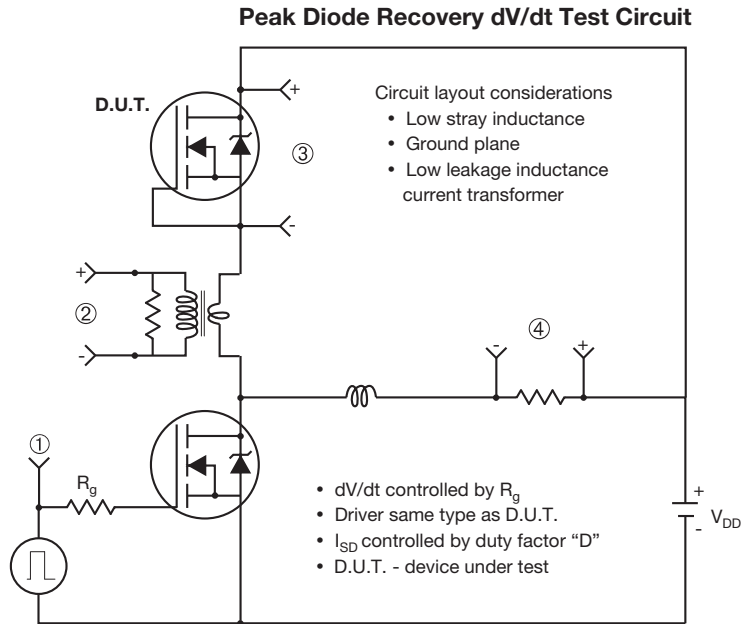 Peak Diode Recovery dV/dt Test Circuit
D.U.T.
+
Circuit layout considerations
• Low stray inductance
• Ground plane
• Low leakage inductance
current transformer
③
-
+
②
-
④
-
+
①
Rg
• dV/dt controlled by Rg
• Driver same type as D.U.T.
• ISD controlled by duty factor “D”
• D.U.T. - device under test
+
VDD
-